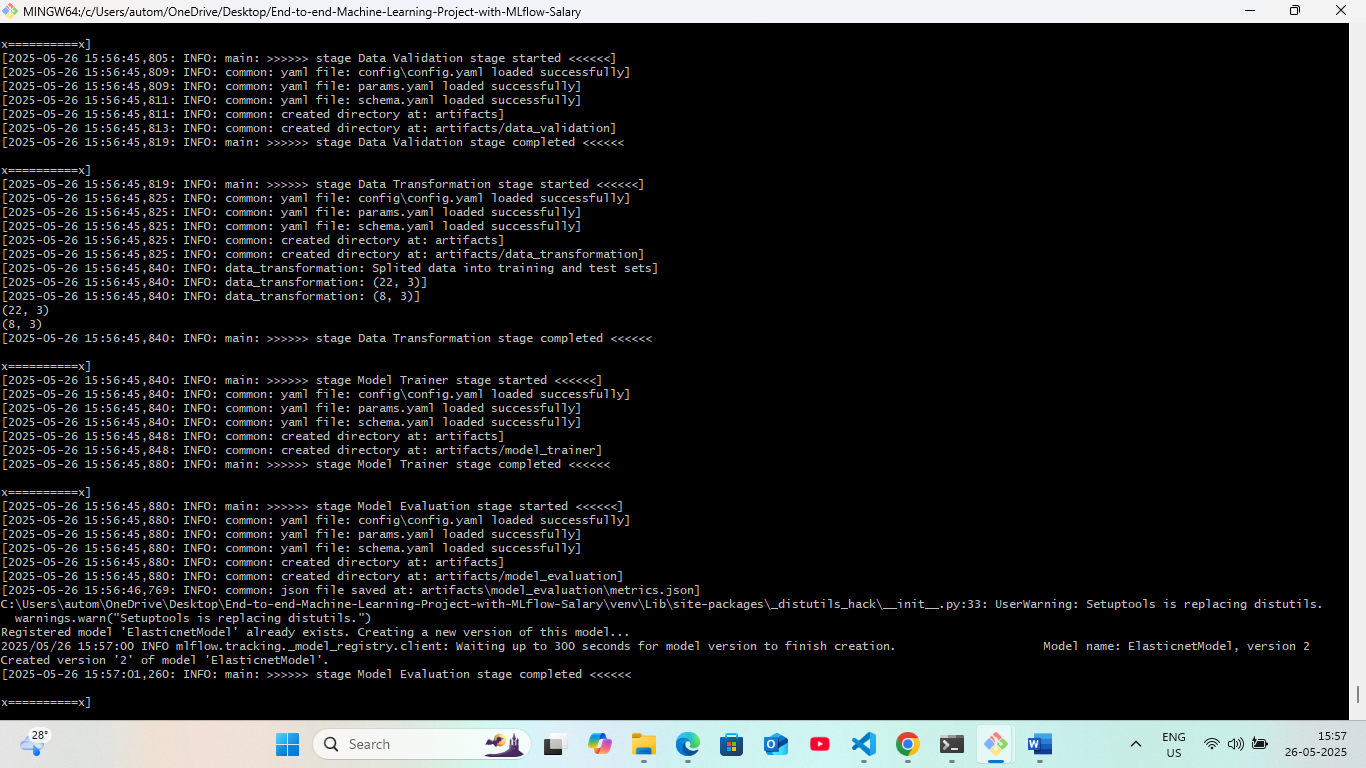 MINGW64:/c/Users/autom/OneDrive/Desktop/End-to-end-Machine-Learning-Project-with-MLflow-Salary
x==========x]
[2025-05-26 15:56:45,805: INFO: main: >>>>>> stage Data Validation stage started <<<<<<]
[2025-05-26 15:56:45,809: INFO: common: yaml file: config\config.yaml loaded successfully]
[2025-05-26 15:56:45,809: INFO: common: yaml file: params.yaml loaded successfully]
[2025-05-26 15:56:45,811: INFO: common: yaml file: schema.yaml loaded successfully]
[2025-05-26 15:56:45,811: INFO: common: created directory at: artifacts]
[2025-05-26 15:56:45,813: INFO: common: created directory at: artifacts/data_validation]
[2025-05-26 15:56:45,819: INFO: main: >>>>>> stage Data Validation stage completed <<<<<<
x==========x]
[2025-05-26 15:56:45,819: INFO: main: >>>>>> stage Data Transformation stage started <<<<<<]
[2025-05-26 15:56:45,825: INFO: common: yaml file: config\config.yaml loaded successfully]
[2025-05-26 15:56:45,825: INFO: common: yaml file: params.yaml loaded successfully]
[2025-05-26 15:56:45,825: INFO: common: yaml file: schema.yaml loaded successfully]
[2025-05-26 15:56:45,825: INFO: common: created directory at: artifacts]
[2025-05-26 15:56:45,825: INFO: common: created directory at: artifacts/data_transformation]
[2025-05-26 15:56:45,840: INFO: data_transformation: Splited data into training and test sets]
[2025-05-26 15:56:45,840: INFO: data_transformation: (22, 3)]
[2025-05-26 15:56:45,840: INFO: data_transformation: (8, 3)]
(22, 3)
(8, 3)
[2025-05-26 15:56:45,840: INFO: main: >>>>>> stage Data Transformation stage completed <<<<<<
x==========x]
[2025-05-26 15:56:45,840: INFO: main: >>>>>> stage Model Trainer stage started <<<<<<]
[2025-05-26 15:56:45,840: INFO: common: yaml file: config\config.yaml loaded successfully]
[2025-05-26 15:56:45,840: INFO: common: yaml file: params.yaml loaded successfully]
[2025-05-26 15:56:45,840: INFO: common: yaml file: schema.yaml loaded successfully]
[2025-05-26 15:56:45,848: INFO: common: created directory at: artifacts]
[2025-05-26 15:56:45,848: INFO: common: created directory at: artifacts/model_trainer]
[2025-05-26 15:56:45,880: INFO: main: >>>>>> stage Model Trainer stage completed <<<<<<
x==========x]
[2025-05-26 15:56:45,880: INFO: main: >>>>>> stage Model Evaluation stage started <<<<<<]
[2025-05-26 15:56:45,880: INFO: common: yaml file: config\config.yaml loaded successfully]
[2025-05-26 15:56:45,880: INFO: common: yaml file: params.yaml loaded successfully]
[2025-05-26 15:56:45,880: INFO: common: yaml file: schema.yaml loaded successfully]
[2025-05-26 15:56:45,880: INFO: common: created directory at: artifacts]
[2025-05-26 15:56:45,880: INFO: common: created directory at: artifacts/model_evaluation]
[2025-05-26 15:56:46,769: INFO: common: json file saved at: artifacts\model_evaluation\metrics.json]
C:\Users\autom\OneDrive\Desktop\End-to-end-Machine-Learning-Project-with-MLflow-Salary\venv\Lib\site-packages\_distutils_hack\__init__.py:33: UserWarning: Setuptools is replacing distutils.
warnings.warn("Setuptools is replacing distutils.")
Registered model 'ElasticnetModel' already exists. Creating a new version of this model...
2025/05/26 15:57:00 INFO mlflow.tracking._model_registry.client: Waiting up to 300 seconds for model version to finish creation. Model name: ElasticnetModel, version 2
Created version '2' of model 'ElasticnetModel'.
[2025-05-26 15:57:01,260: INFO: main: >>>>>> stage Model Evaluation stage completed <<<<<<
x==========x]
28°
Search
ENG
US
15:57
26-05-2025